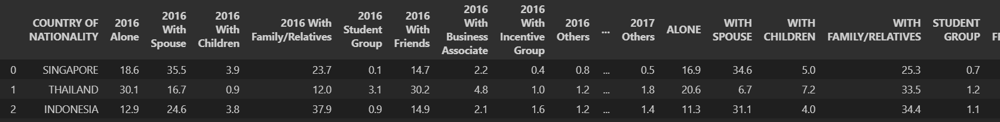 COUNTRY OF NATIONALITY 2016 Alone 2016 With Spouse 2016 With Children 2016 With Family/Relatives 2016 Student Group 2016 With Friends 2016 With Business Associate 2016 With Incentive Group 2016 Others ... 2017 Others ALONE WITH SPOUSE WITH CHILDREN WITH FAMILY/RELATIVES STUDENT GROUP
0 SINGAPORE 18.6 35.5 3.9 23.7 0.1 14.7 2.2 0.4 0.8 ... 0.5 16.9 34.6 5.0 25.3 0.7
1 THAILAND 30.1 16.7 0.9 12.0 3.1 30.2 4.8 1.0 1.2 ... 1.8 20.6 6.7 7.2 33.5 1.2
2 INDONESIA 12.9 24.6 3.8 37.9 0.9 14.9 2.1 1.6 1.2 ... 1.4 11.3 31.1 4.0 34.4 1.1